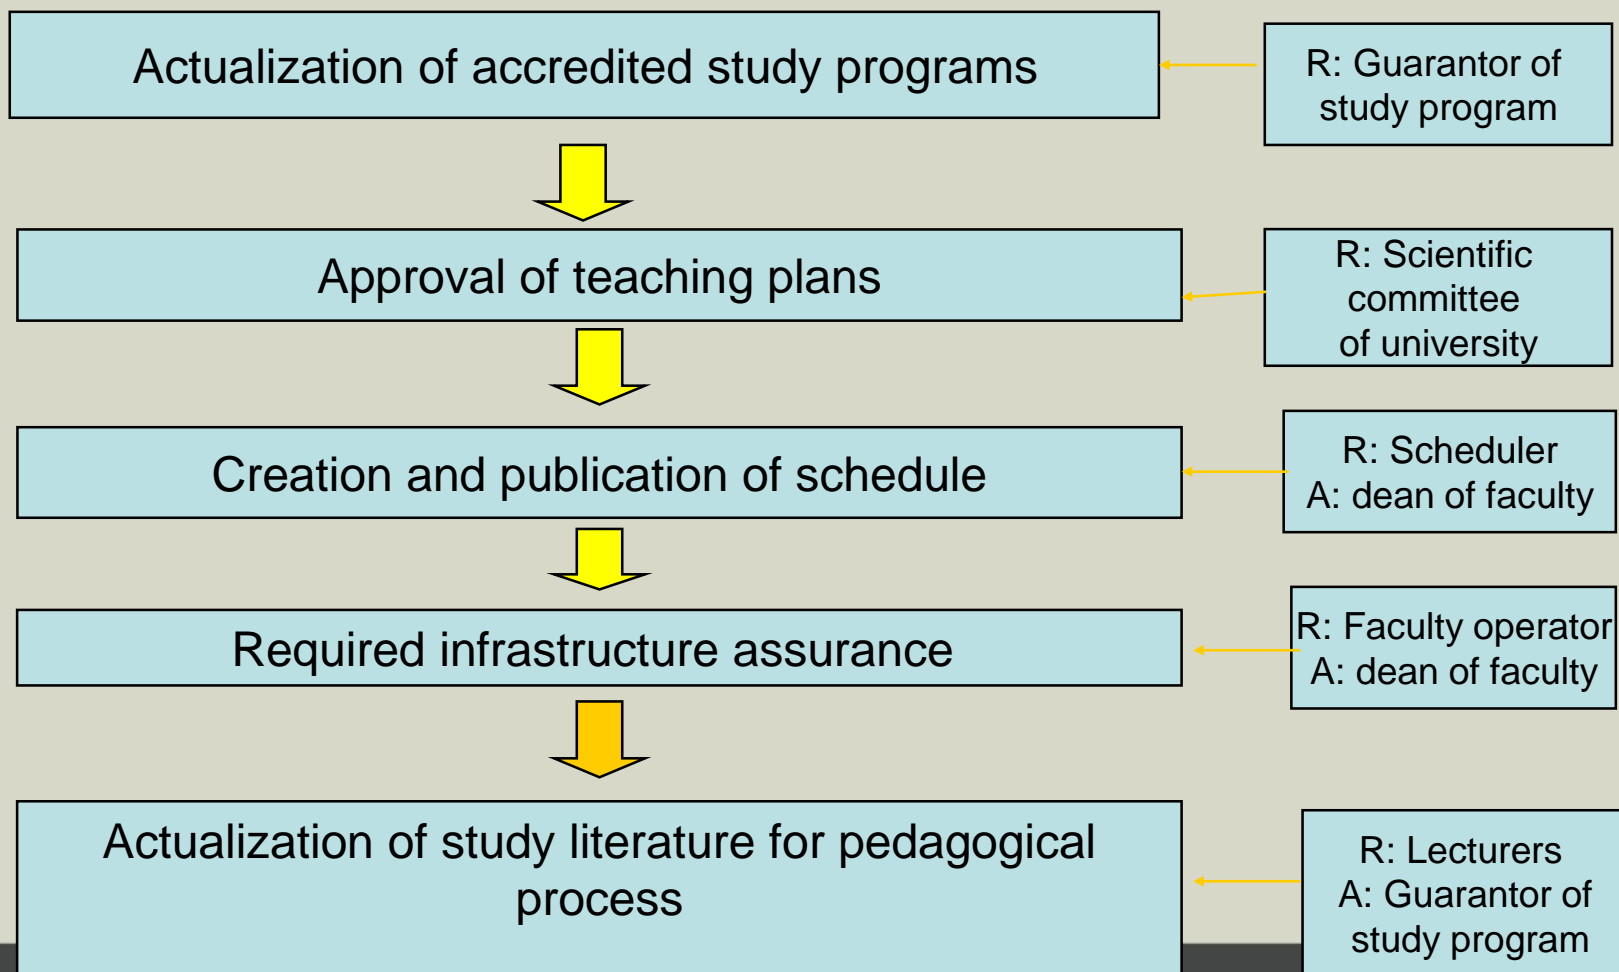 Actualization of accredited study programs
R: Guarantor of
study program
Approval of teaching plans
R: Scientific
committee
of university
Creation and publication of schedule
R: Scheduler
A: dean of faculty
Required infrastructure assurance
R: Faculty operator
A: dean of faculty
Actualization of study literature for pedagogical
process
R: Lecturers
A: Guarantor of
study program